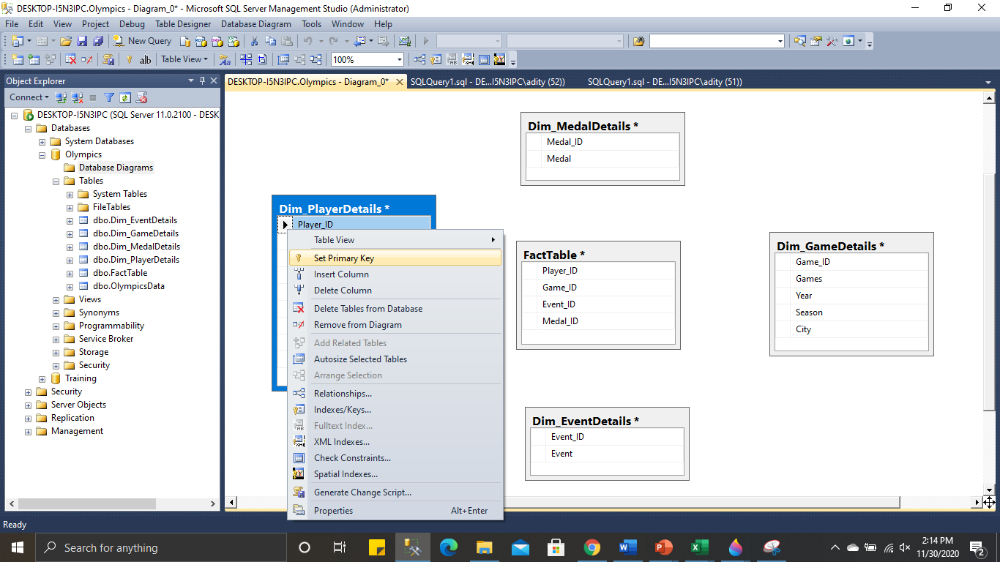 DESKTOP-I5N3IPC.Olympics - Diagram_0* - Microsoft SQL Server Management Studio (Administrator)
File Edit View Project Debug Table Designer Database Diagram Tools Window Help
New Query
Table View 100%
Object Explorer
Connect
DESKTOP-I5N3IPC (SQL Server 11.0.2100 - DESK
Databases
System Databases
Olympics
Database Diagrams
Tables
System Tables
FileTables
dbo.Dim_EventDetails
dbo.Dim_GameDetails
dbo.Dim_MedalDetails
dbo.Dim_PlayerDetails
dbo.FactTable
dbo.OlympicsData
Views
Synonyms
Programmability
Service Broker
Storage
Security
Training
Security
Server Objects
Replication
Management
DESKTOP-I5N3IPC.Olympics - Diagram_0* SQLQuery1.sql - DE...I5N3IPC\adity (52)) SQLQuery1.sql - DE...I5N3IPC\adity (51))
Dim_MedalDetails *
Medal_ID
Medal
Dim_PlayerDetails *
Player_ID
Table View
Set Primary Key
Insert Column
Delete Column
Delete Tables from Database
Remove from Diagram
Add Related Tables
Autosize Selected Tables
Arrange Selection
Relationships...
Indexes/Keys...
Fulltext Index...
XML Indexes...
Check Constraints...
Spatial Indexes...
Generate Change Script...
Properties Alt+Enter
FactTable *
Player_ID
Game_ID
Event_ID
Medal_ID
Dim_GameDetails *
Game_ID
Games
Year
Season
City
Dim_EventDetails *
Event_ID
Event
Ready
Search for anything
2:14 PM
11/30/2020
2